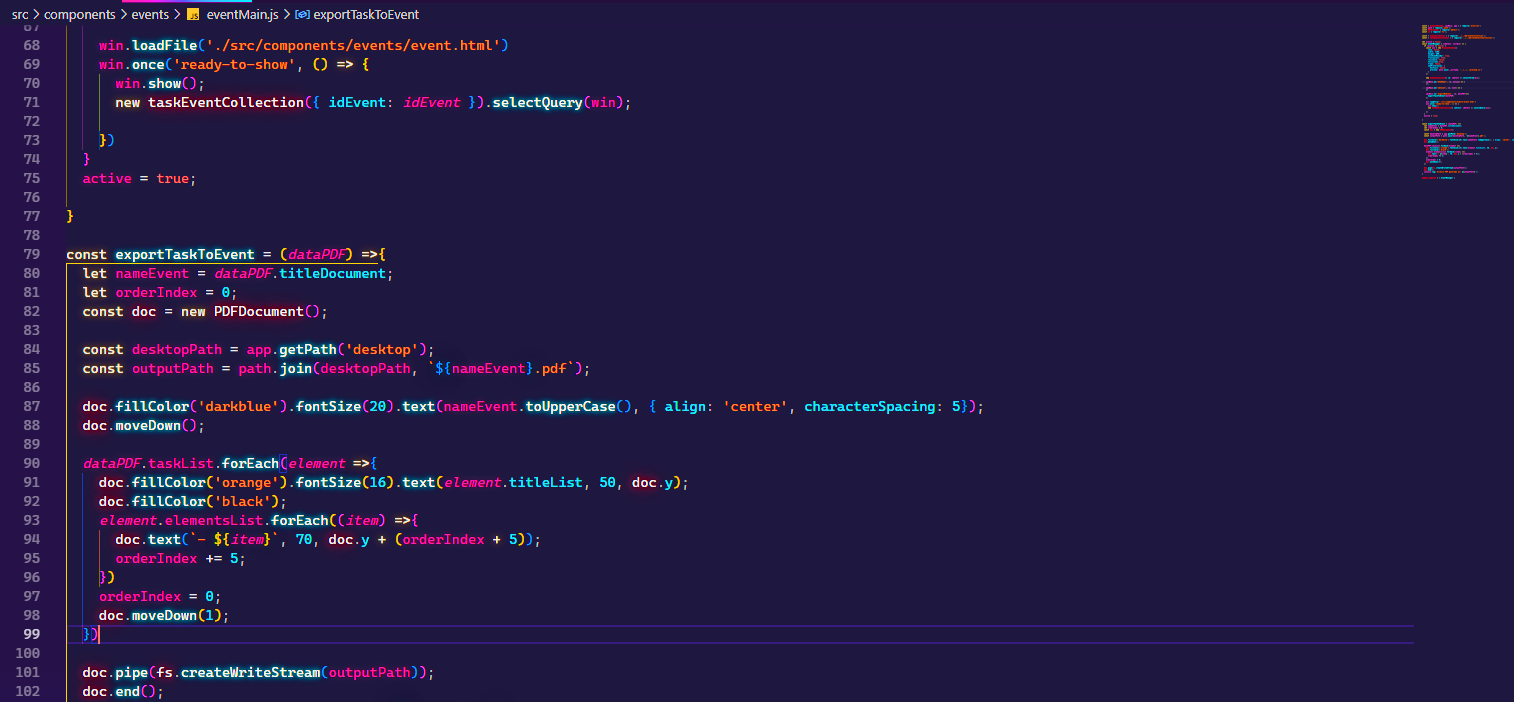 src > components > events > JS eventMain.js > exportTaskToEvent
67
68 win.loadFile('./src/components/events/event.html')
69 win.once('ready-to-show', () => {
70 win.show();
71 new taskEventCollection({ idEvent: idEvent }).selectQuery(win);
72
73 })
74 }
75 active = true;
76
77 }
78
79 const exportTaskToEvent = (dataPDF) =>{
80 let nameEvent = dataPDF.titleDocument;
81 let orderIndex = 0;
82 const doc = new PDFDocument();
83
84 const desktopPath = app.getPath('desktop');
85 const outputPath = path.join(desktopPath, `${nameEvent}.pdf`);
86
87 doc.fillColor('darkblue').fontSize(20).text(nameEvent.toUpperCase(), { align: 'center', characterSpacing: 5});
88 doc.moveDown();
89
90 dataPDF.taskList.forEach(element =>{
91 doc.fillColor('orange').fontSize(16).text(element.titleList, 50, doc.y);
92 doc.fillColor('black');
93 element.elementsList.forEach((item) =>{
94 doc.text(`- ${item}`, 70, doc.y + (orderIndex + 5));
95 orderIndex += 5;
96 })
97 orderIndex = 0;
98 doc.moveDown(1);
99 })
100
101 doc.pipe(fs.createWriteStream(outputPath));
102 doc.end();